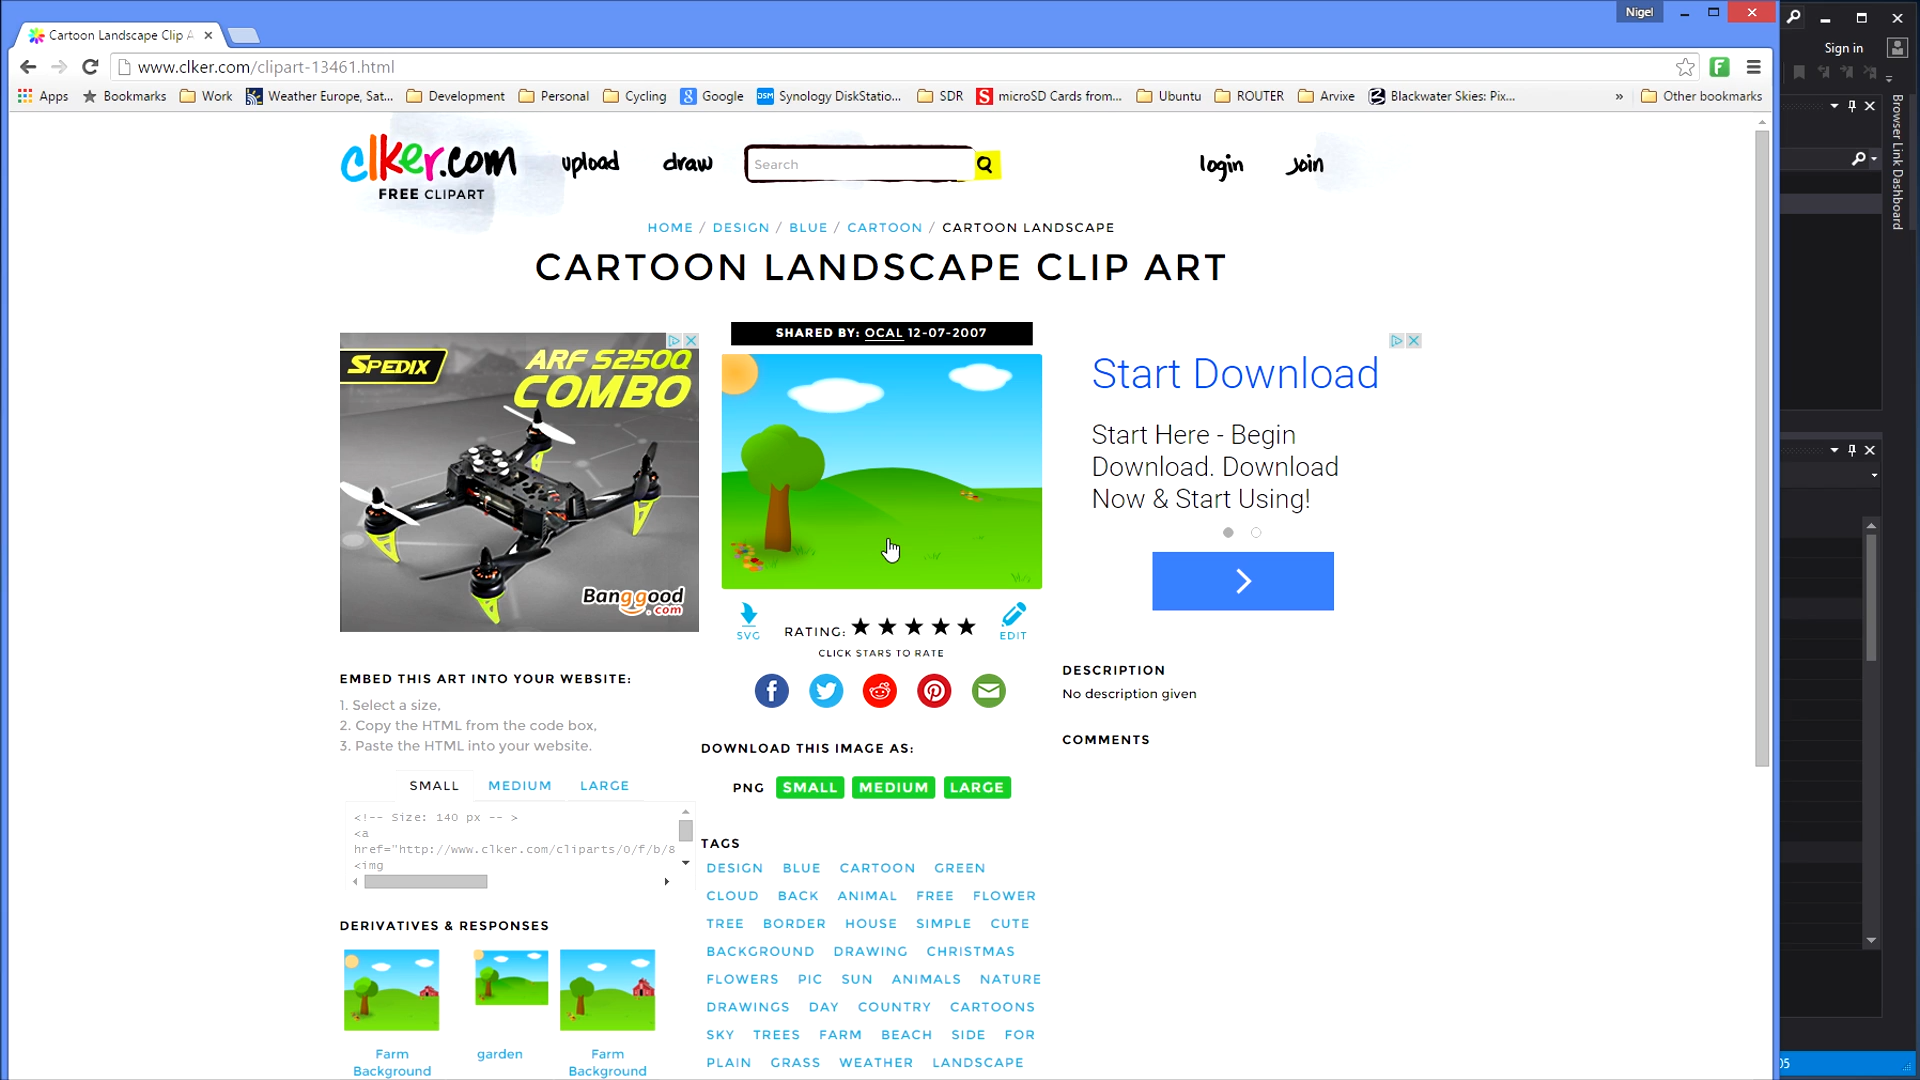 Nigel
Cartoon Landscape Clip A
Sign in
www.clker.com/clipart-13461.html
Apps Bookmarks Work Weather Europe, Sat... Development Personal Cycling Google DSM Synology DiskStatio... SDR S microSD Cards from... Ubuntu ROUTER Arvixe Blackwater Skies: Pix... » Other bookmarks
Browser Link Dashboard
clker.com
FREE CLIPART
upload draw Search login Join
HOME / DESIGN / BLUE / CARTOON / CARTOON LANDSCAPE
CARTOON LANDSCAPE CLIP ART
SHARED BY: OCAL 12-07-2007
SPEDIX
ARF S250Q
COMBO
Banggood
.com
Start Download
Start Here - Begin
Download. Download
Now & Start Using!
SVG
RATING:
EDIT
CLICK STARS TO RATE
DESCRIPTION
No description given
COMMENTS
EMBED THIS ART INTO YOUR WEBSITE:
1. Select a size,
2. Copy the HTML from the code box,
3. Paste the HTML into your website.
SMALL MEDIUM LARGE
<!-- Size: 140 px -- >
<a
href="http://www.clker.com/cliparts/0/f/b/8
<img
DOWNLOAD THIS IMAGE AS:
PNG SMALL MEDIUM LARGE
TAGS
DESIGN BLUE CARTOON GREEN
CLOUD BACK ANIMAL FREE FLOWER
TREE BORDER HOUSE SIMPLE CUTE
BACKGROUND DRAWING CHRISTMAS
FLOWERS PIC SUN ANIMALS NATURE
DRAWINGS DAY COUNTRY CARTOONS
SKY TREES FARM BEACH SIDE FOR
PLAIN GRASS WEATHER LANDSCAPE
DERIVATIVES & RESPONSES
Farm
Background
garden
Farm
Background
05